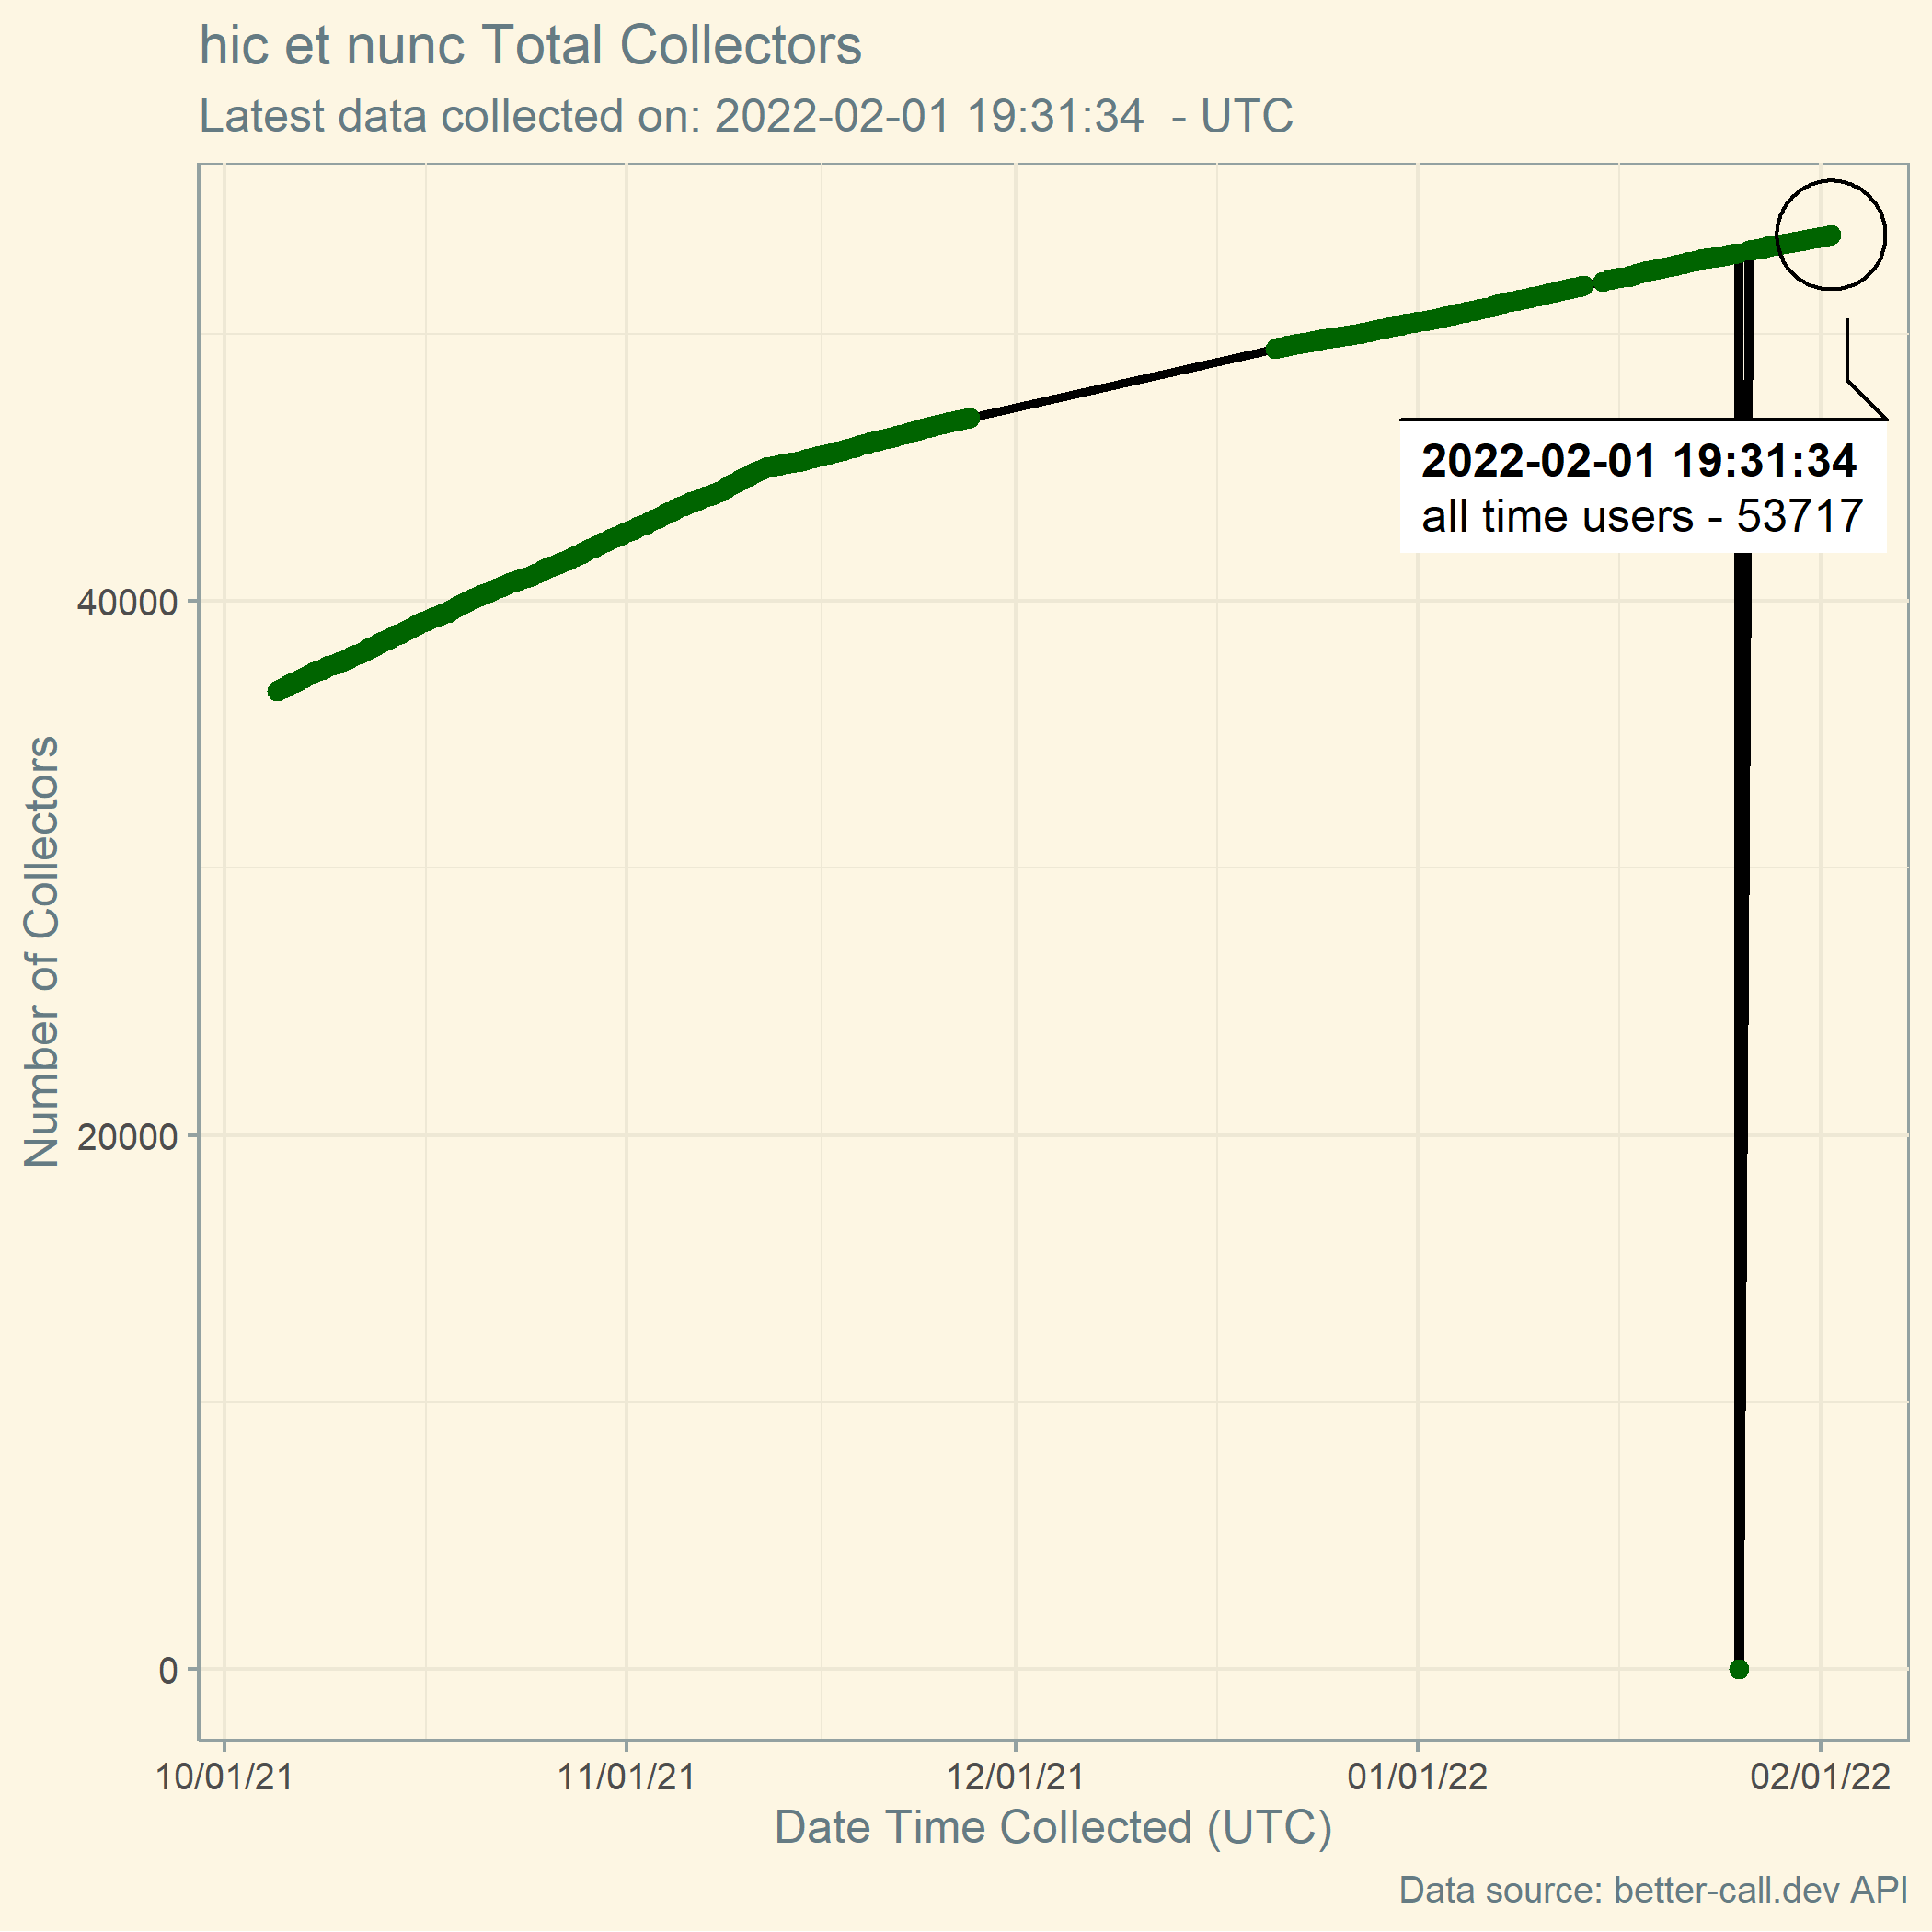 hic et nunc Total Collectors
Latest data collected on: 2022-02-01 19:31:34  - UTC
2022-02-01 19:31:34
all time users - 53717
Number of Collectors
40000
20000
0
10/01/21
11/01/21
12/01/21
01/01/22
02/01/22
Date Time Collected (UTC)
Data source: better-call.dev API